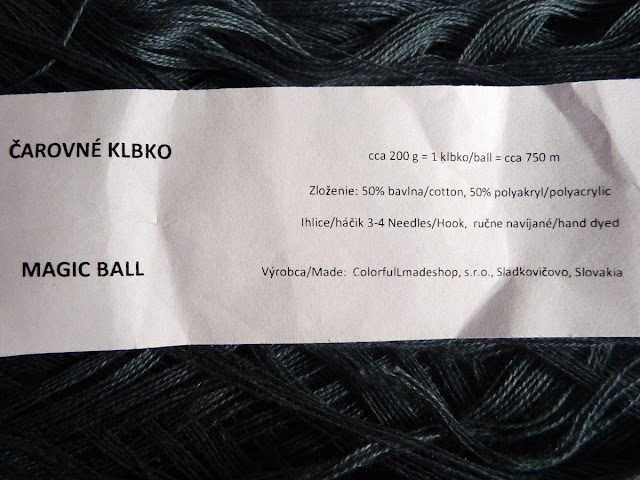 ČAROVNÉ KLBKO
cca 200 g = 1 klbko/ball = cca 750 m
Zloženie: 50% bavlna/cotton, 50% polyakryl/polyacrylic
Ihlice/háčik 3-4 Needles/Hook, ručne navíjané/hand dyed
MAGIC BALL
Výrobca/Made: ColorfulLmadeshop, s.r.o., Sladkovičovo, Slovakia